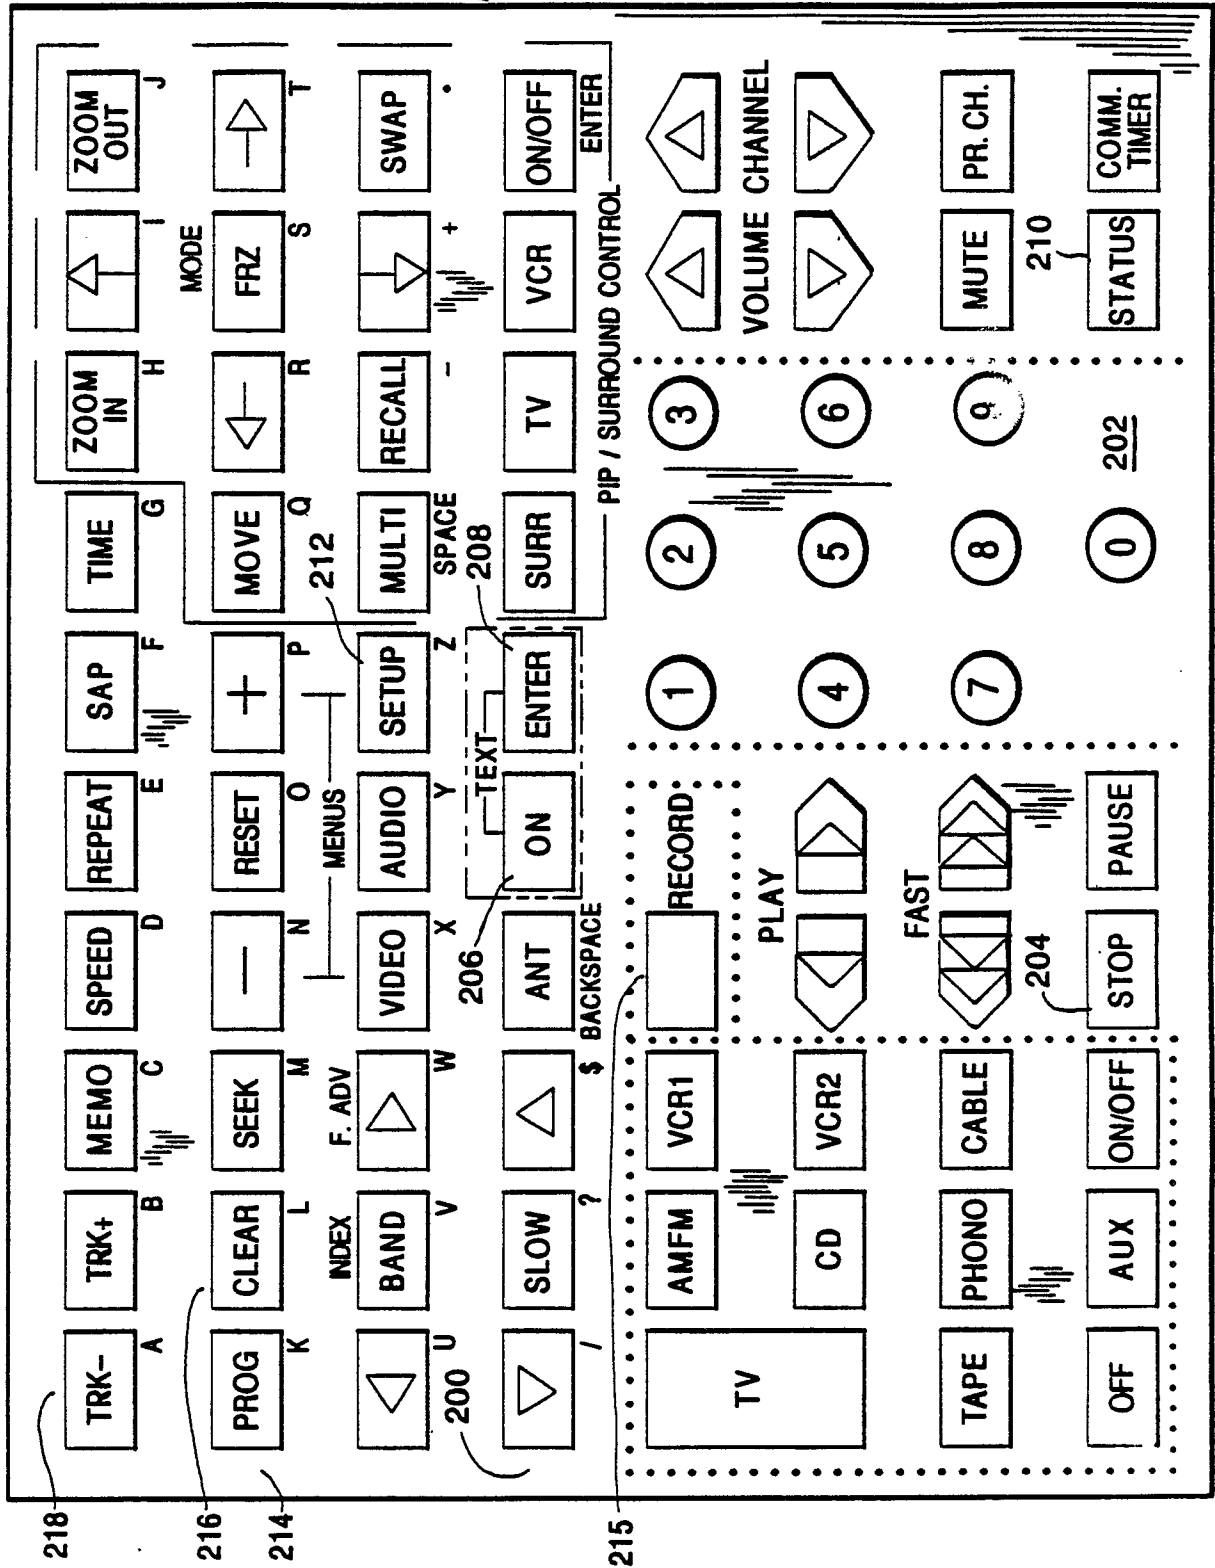 218
TRK− TRK+ MEMO SPEED REPEAT SAP TIME ZOOM IN ZOOM OUT
A B C D E F G H I J
MODE
216
PROG CLEAR SEEK — RESET + MOVE FRZ
214
K L M N O P Q R S T
INDEX F. ADV MENUS 212
BAND VIDEO AUDIO SETUP MULTI RECALL SWAP
U V W X Y Z SPACE − + •
200 206 TEXT 208
SLOW ANT ON ENTER SURR TV VCR ON/OFF
/ ? $ BACKSPACE ENTER
PIP / SURROUND CONTROL
215
TV AMFM VCR1 RECORD 1 2 3
PLAY VOLUME CHANNEL
CD VCR2 4 5 6
FAST
TAPE PHONO CABLE 7 8 9 MUTE PR. CH.
204 210
OFF AUX ON/OFF STOP PAUSE 0 202 STATUS COMM. TIMER